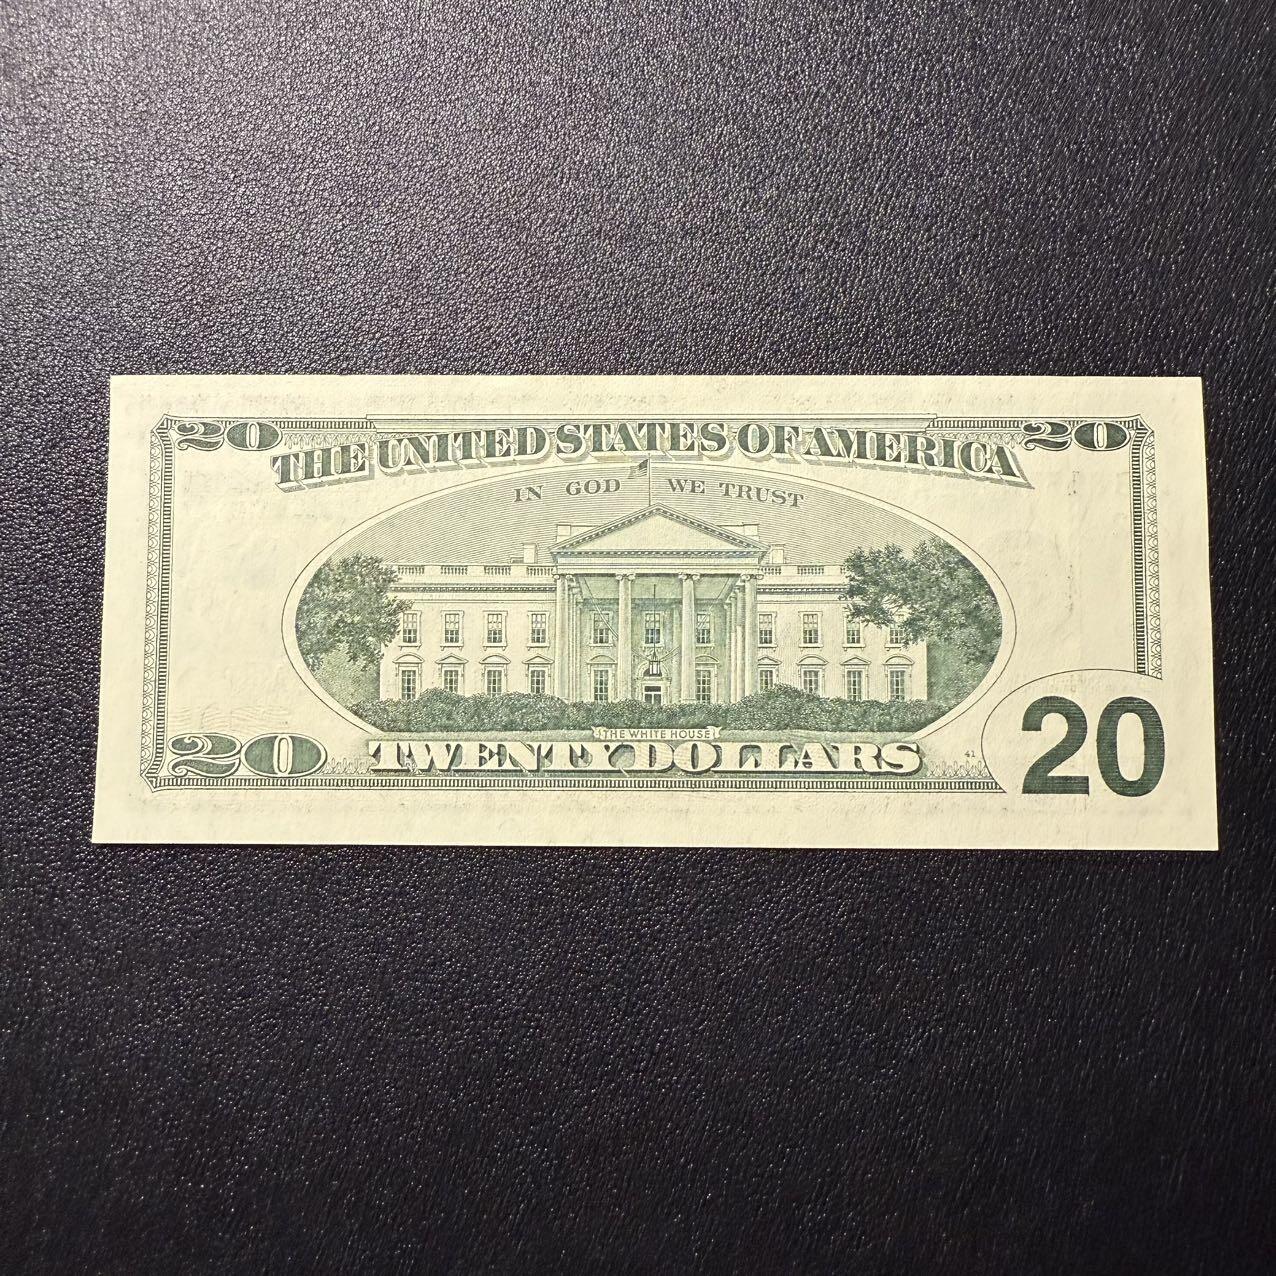 20 THE UNITED STATES OF AMERICA 20
IN GOD WE TRUST
THE WHITE HOUSE
20 TWENTY DOLLARS 41 20